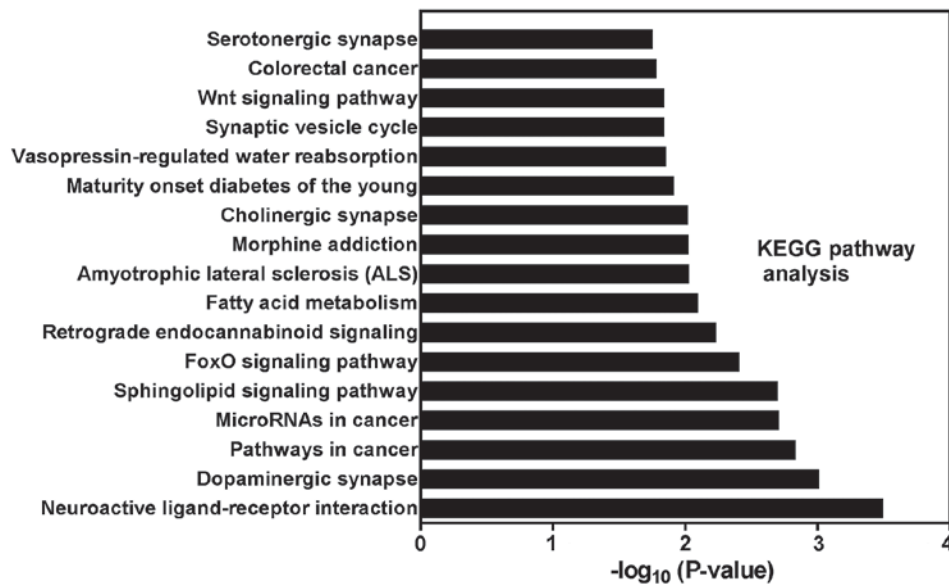 Serotonergic synapse
Colorectal cancer
Wnt signaling pathway
Synaptic vesicle cycle
Vasopressin-regulated water reabsorption
Maturity onset diabetes of the young
Cholinergic synapse
Morphine addiction
Amyotrophic lateral sclerosis (ALS)
Fatty acid metabolism
Retrograde endocannabinoid signaling
FoxO signaling pathway
Sphingolipid signaling pathway
MicroRNAs in cancer
Pathways in cancer
Dopaminergic synapse
Neuroactive ligand-receptor interaction
KEGG pathway
analysis
0 1 2 3 4
-log₁₀ (P-value)